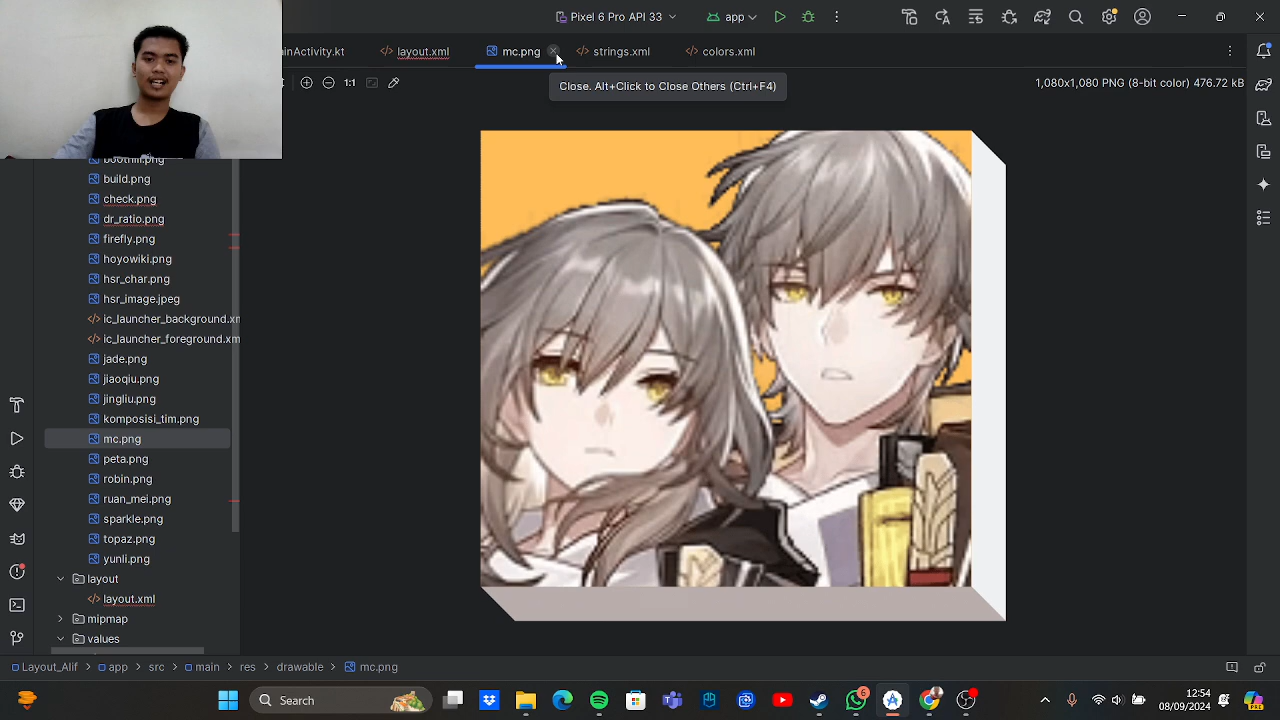 Pixel 6 Pro API 33
app
inActivity.kt
layout.xml
mc.png
strings.xml
colors.xml
1:1
Close. Alt+Click to Close Others (Ctrl+F4)
1,080x1,080 PNG (8-bit color) 476.72 kB
build.png
check.png
dr_ratio.png
firefly.png
hoyowiki.png
hsr_char.png
hsr_image.jpeg
ic_launcher_background.xm
ic_launcher_foreground.xm
jade.png
jiaoqiu.png
jingliu.png
komposisi_tim.png
mc.png
peta.png
robin.png
ruan_mei.png
sparkle.png
topaz.png
yunli.png
layout
layout.xml
mipmap
values
Layout_Alif > app > src > main > res > drawable > mc.png
Search
6
12:54
08/09/2024